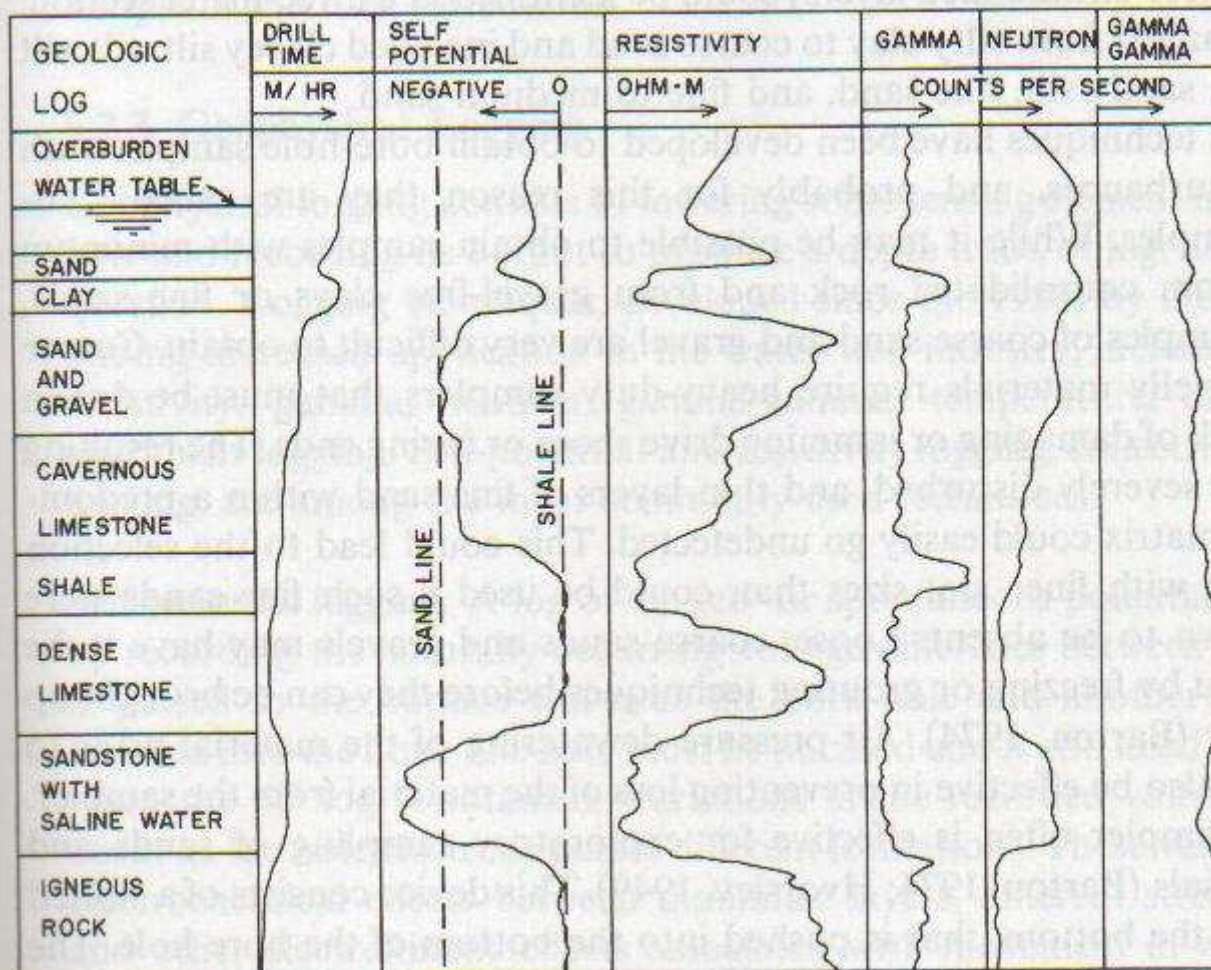 GEOLOGIC
LOG
DRILL
TIME
M/HR
SELF
POTENTIAL
NEGATIVE 0
RESISTIVITY
OHM-M
GAMMA
NEUTRON
GAMMA
GAMMA
COUNTS PER SECOND
OVERBURDEN
WATER TABLE
SAND
CLAY
SAND
AND
GRAVEL
CAVERNOUS
LIMESTONE
SHALE
DENSE
LIMESTONE
SANDSTONE
WITH
SALINE WATER
IGNEOUS
ROCK
SAND LINE
SHALE LINE